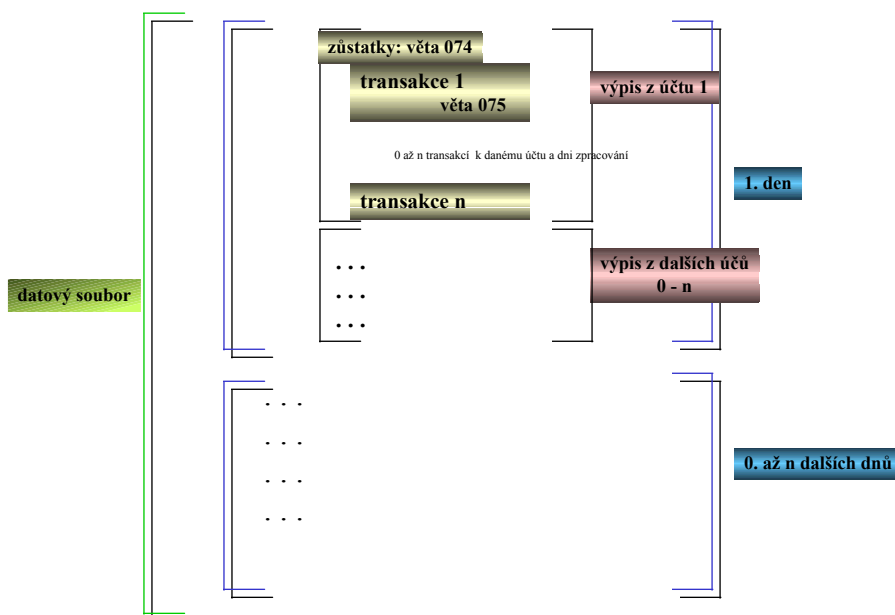 zůstatky: věta 074
transakce 1
věta 075
výpis z účtu 1
0 až n transakcí k danému účtu a dni zpracování
1. den
transakce n
. . .
výpis z dalších účů
0 - n
. . .
. . .
datový soubor
. . .
. . .
. . .
. . .
0. až n dalších dnů